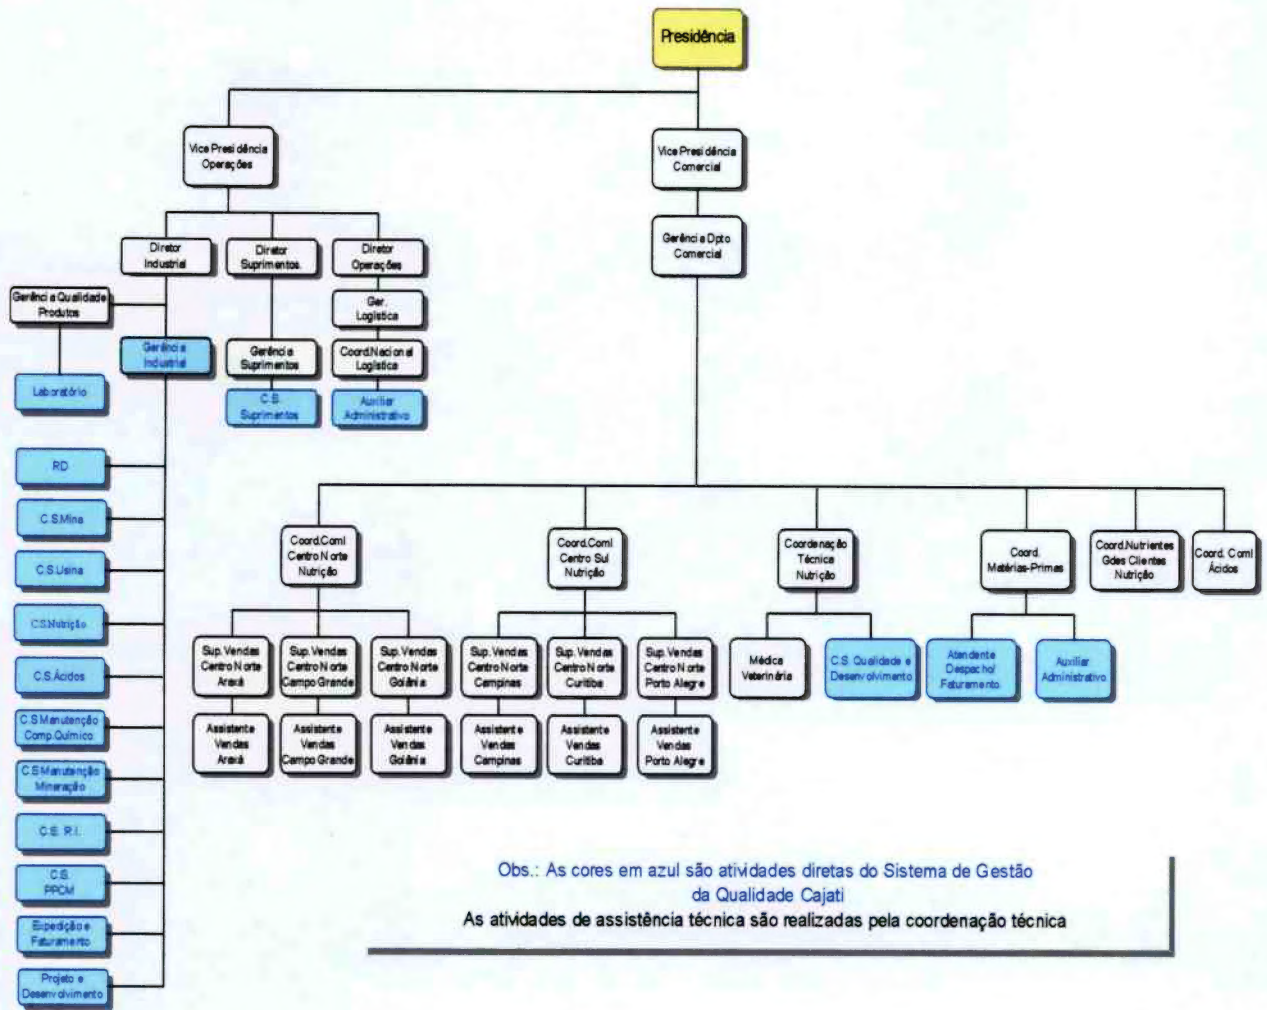 Presidência
Vice Presidência
Operações
Vice Presidência
Comercial
Gerência Dpto
Comercial
Diretor
Industrial
Diretor
Suprimentos
Diretor
Operações
Gerência Qualidade
Produtos
Ger.
Logística
Gerência
Industrial
Gerência
Suprimentos
Coord.Nacional
Logística
Laboratório
C.S.
Suprimentos
Auxiliar
Administrativo
RD
C.S.Mina
C.S.Usina
C.S.Nutrição
C.S.Ácidos
C.S.Manutenção
Comp.Químico
C.S.Manutenção
Mineração
C.S. R.I.
C.S.
PPCM
Expedição e
Faturamento
Projeto e
Desenvolvimento
Coord.Coml
Centro Norte
Nutrição
Coord.Coml
Centro Sul
Nutrição
Coordenação
Técnica
Nutrição
Coord.
Matérias-Primas
Coord.Nutrientes
Gdes Clientes
Nutrição
Coord. Coml
Ácidos
Sup.Vendas
Centro Norte
Araxá
Sup.Vendas
Centro Norte
Campo Grande
Sup.Vendas
Centro Norte
Goiânia
Sup.Vendas
Centro Norte
Campinas
Sup.Vendas
Centro Norte
Curitiba
Sup.Vendas
Centro Norte
Porto Alegre
Médica
Veterinária
C.S. Qualidade e
Desenvolvimento
Atendente
Despacho/
Faturamento
Auxiliar
Administrativo
Assistente
Vendas
Araxá
Assistente
Vendas
Campo Grande
Assistente
Vendas
Goiânia
Assistente
Vendas
Campinas
Assistente
Vendas
Curitiba
Assistente
Vendas
Porto Alegre
Obs.: As cores em azul são atividades diretas do Sistema de Gestão
da Qualidade Cajati
As atividades de assistência técnica são realizadas pela coordenação técnica